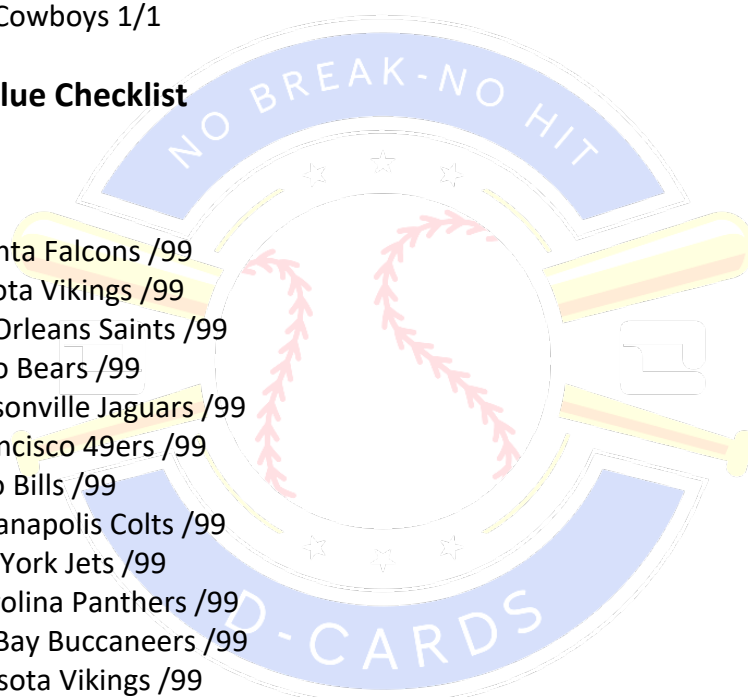 Cowboys 1/1
lue Checklist
NO BREAK-NO HIT
nta Falcons /99
ota Vikings /99
Orleans Saints /99
o Bears /99
sonville Jaguars /99
ncisco 49ers /99
o Bills /99
anapolis Colts /99
York Jets /99
rolina Panthers /99
Bay Buccaneers /99
sota Vikings /99
D-CARDS